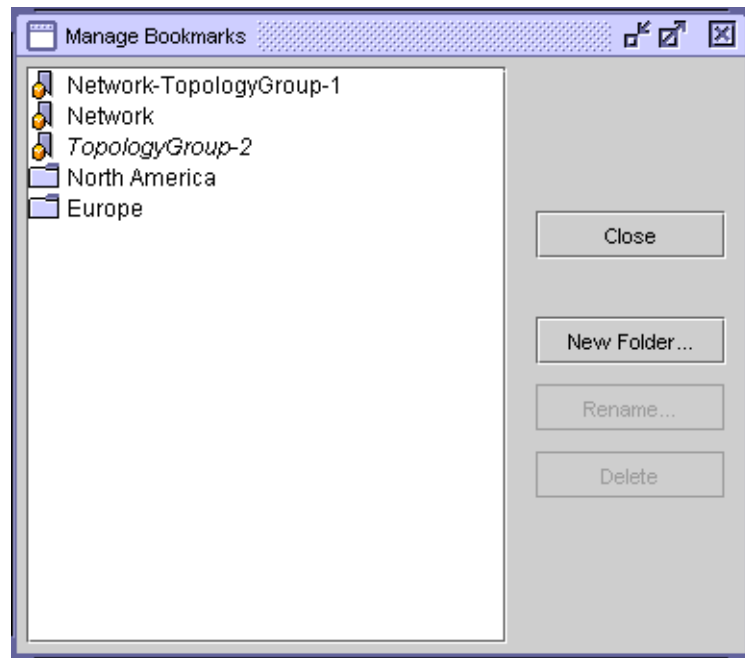 Manage Bookmarks
Network-TopologyGroup-1
Network
TopologyGroup-2
North America
Europe
Close
New Folder...
Rename...
Delete